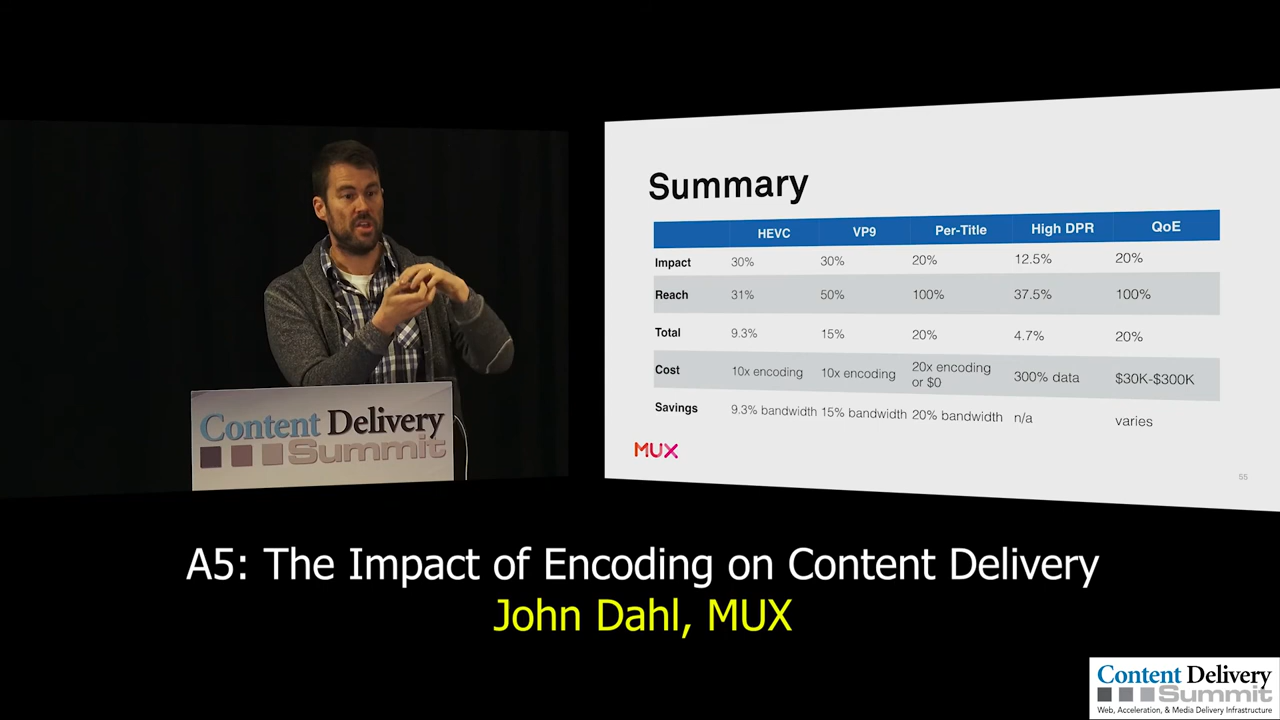 Summary
HEVC VP9 Per-Title High DPR QoE
Impact 30% 30% 20% 12.5% 20%
Reach 31% 50% 100% 37.5% 100%
Total 9.3% 15% 20% 4.7% 20%
Cost 10x encoding 10x encoding 20x encoding or $0 300% data $30K-$300K
Savings 9.3% bandwidth 15% bandwidth 20% bandwidth n/a varies
MUX
55
Content Delivery
Summit
A5: The Impact of Encoding on Content Delivery
John Dahl, MUX
Content Delivery
Summit
Web, Acceleration, & Media Delivery Infrastructure